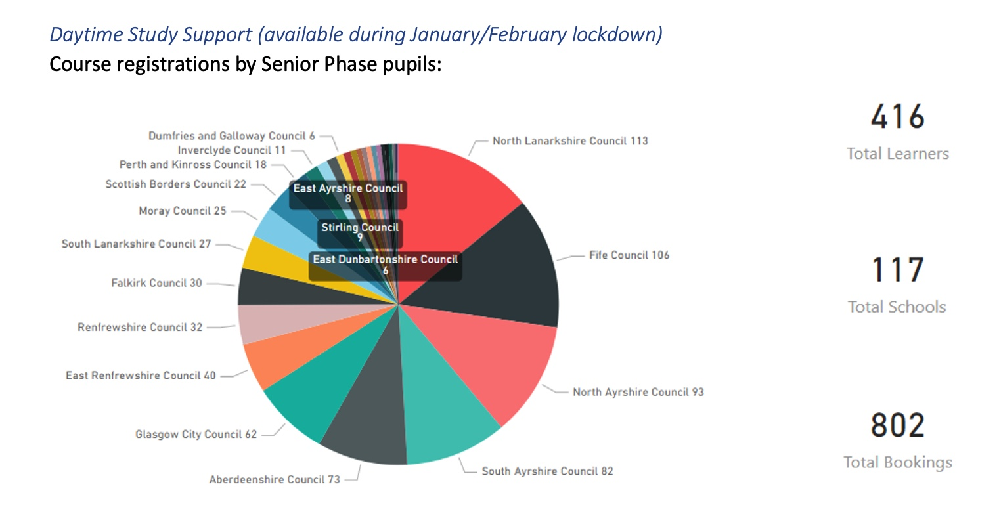 Daytime Study Support (available during January/February lockdown)
Course registrations by Senior Phase pupils:
Dumfries and Galloway Council 6
Inverclyde Council 11
Perth and Kinross Council 18
Scottish Borders Council 22
Moray Council 25
South Lanarkshire Council 27
Falkirk Council 30
Renfrewshire Council 32
East Renfrewshire Council 40
Glasgow City Council 62
Aberdeenshire Council 73
East Ayrshire Council
8
Stirling Council
9
East Dunbartonshire Council
6
North Lanarkshire Council 113
Fife Council 106
North Ayrshire Council 93
South Ayrshire Council 82
416
Total Learners
117
Total Schools
802
Total Bookings